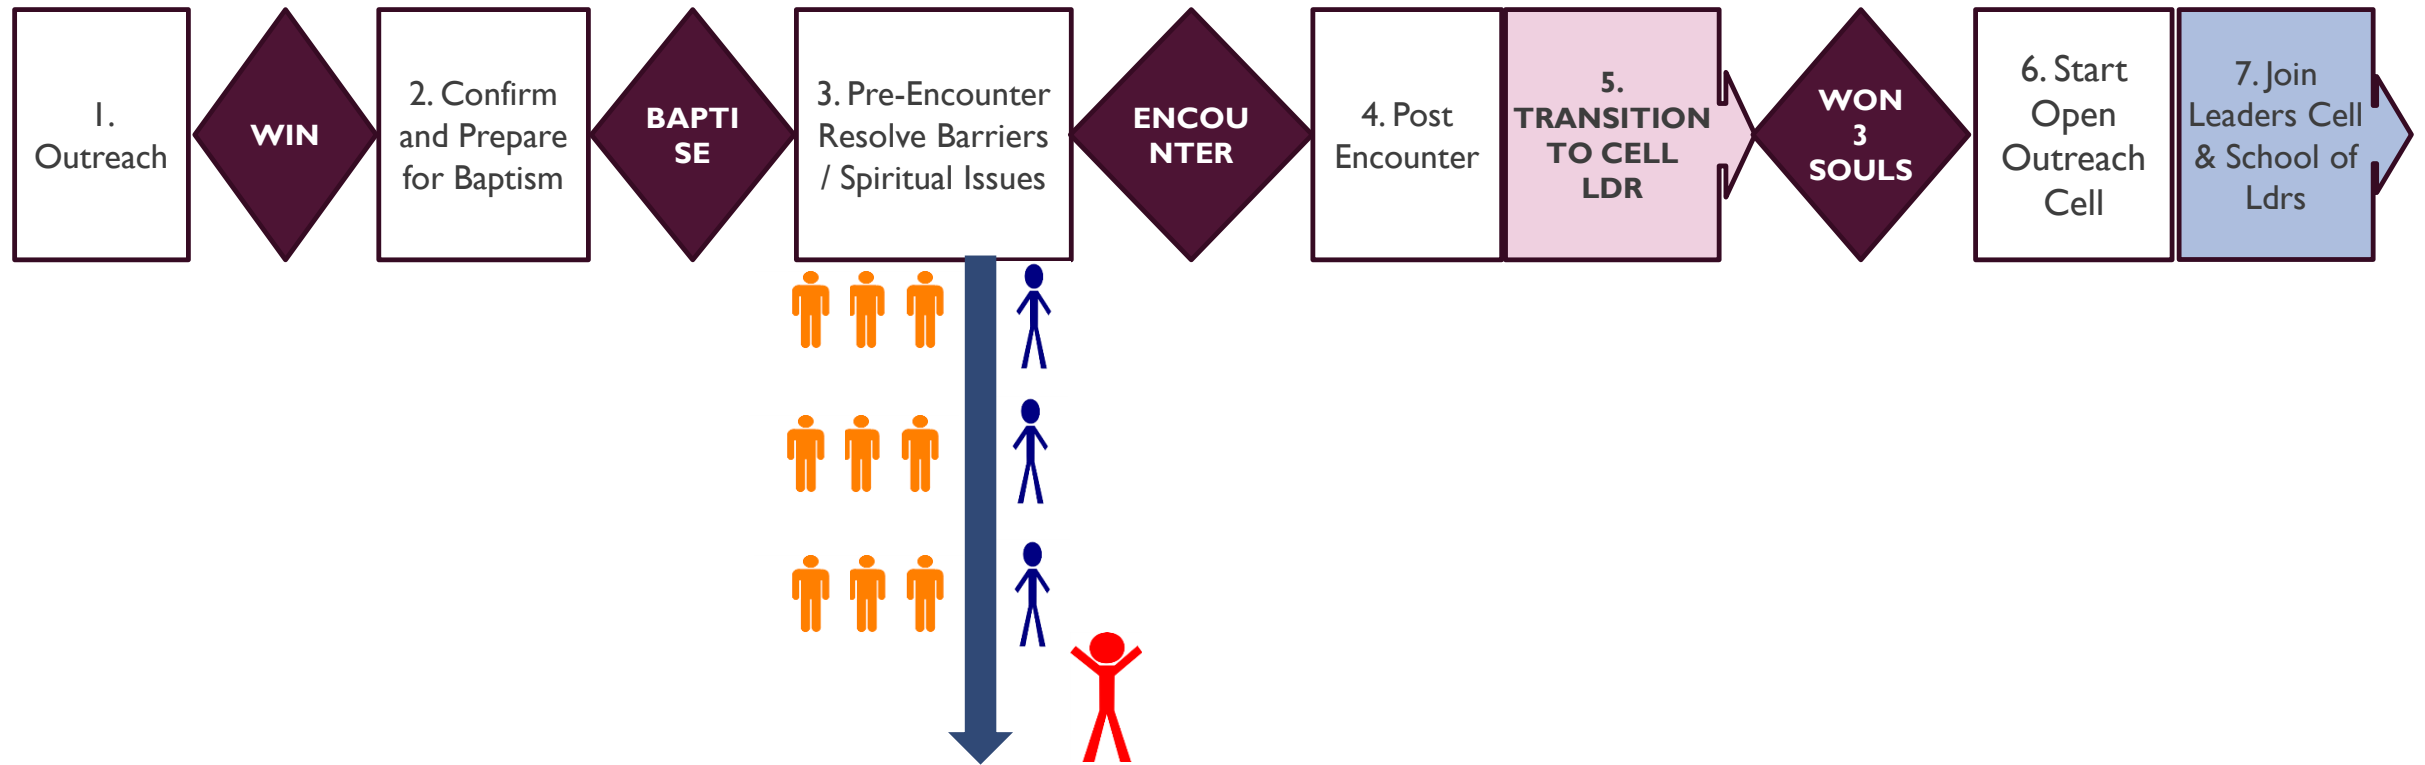 1.
Outreach
WIN
2. Confirm
and Prepare
for Baptism
BAPTI
SE
3. Pre-Encounter
Resolve Barriers
/ Spiritual Issues
ENCOU
NTER
4. Post
Encounter
5.
TRANSITION
TO CELL
LDR
WON
3
SOULS
6. Start
Open
Outreach
Cell
7. Join
Leaders Cell
& School of
Ldrs